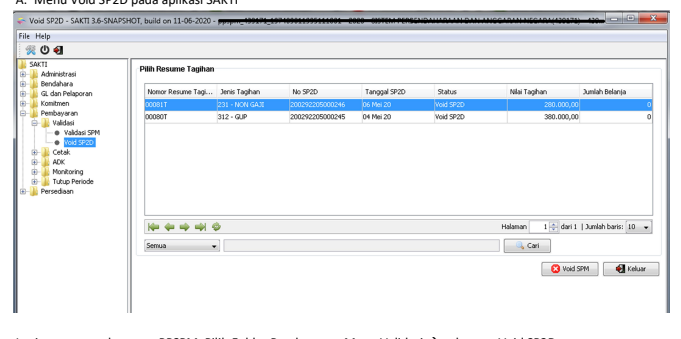 A. Menu Void SP2D pada aplikasi SAKTI
Void SP2D - SAKTI 3.6-SNAPSHOT, build on 11-06-2020 -
File Help
SAKTI
Administrasi
Bendahara
GL dan Pelaporan
Komitmen
Pembayaran
Validasi
Validasi SPM
Void SP2D
Cetak
ADK
Monitoring
Tutup Periode
Persediaan
Pilih Resume Tagihan
Nomor Resume Tagi... Jenis Tagihan No SP2D Tanggal SP2D Status Nilai Tagihan Jumlah Belanja
00081T 231 - NON GAJI 200292205000246 06 Mei 20 Void SP2D 280.000,00 0
00080T 312 - GUP 200292205000245 04 Mei 20 Void SP2D 380.000,00 0
Halaman 1 dari 1 | Jumlah baris: 10
Semua Cari
Void SPM Keluar